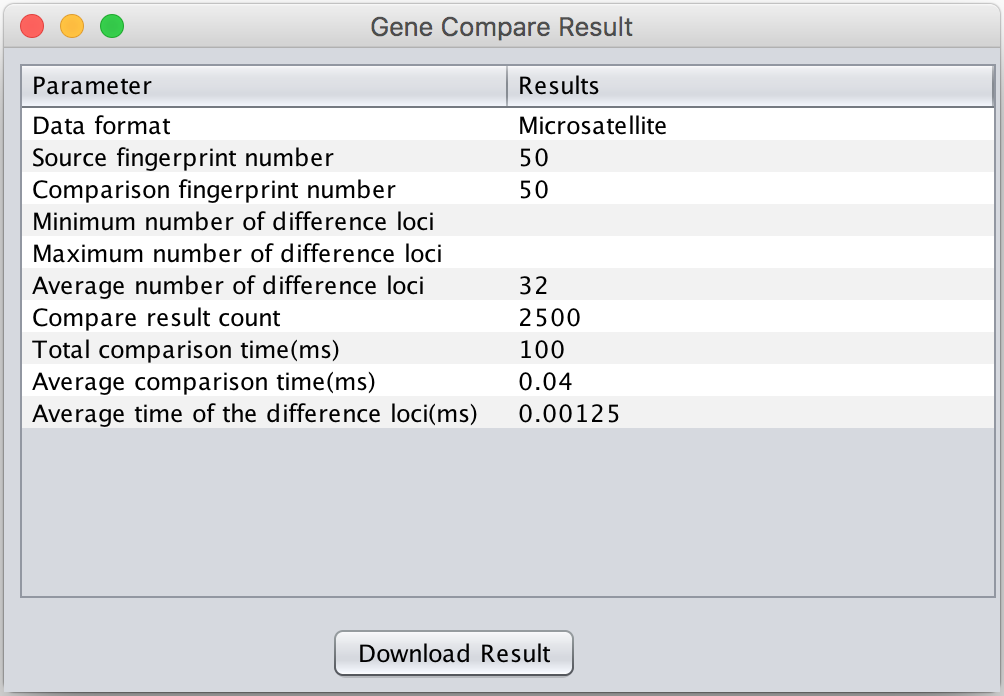 Gene Compare Result
Parameter Results
Data format Microsatellite
Source fingerprint number 50
Comparison fingerprint number 50
Minimum number of difference loci
Maximum number of difference loci
Average number of difference loci 32
Compare result count 2500
Total comparison time(ms) 100
Average comparison time(ms) 0.04
Average time of the difference loci(ms) 0.00125
Download Result